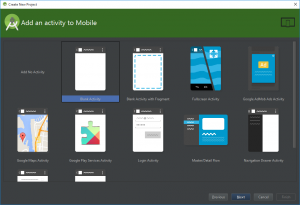 Create New Project
Add an activity to Mobile
Add No Activity
Blank Activity
Blank Activity with Fragment
Fullscreen Activity
Google AdMob Ads Activity
Google Maps Activity
Google Play Services Activity
Login Activity
Master/Detail Flow
Navigation Drawer Activity
Previous
Next
Cancel
Finish